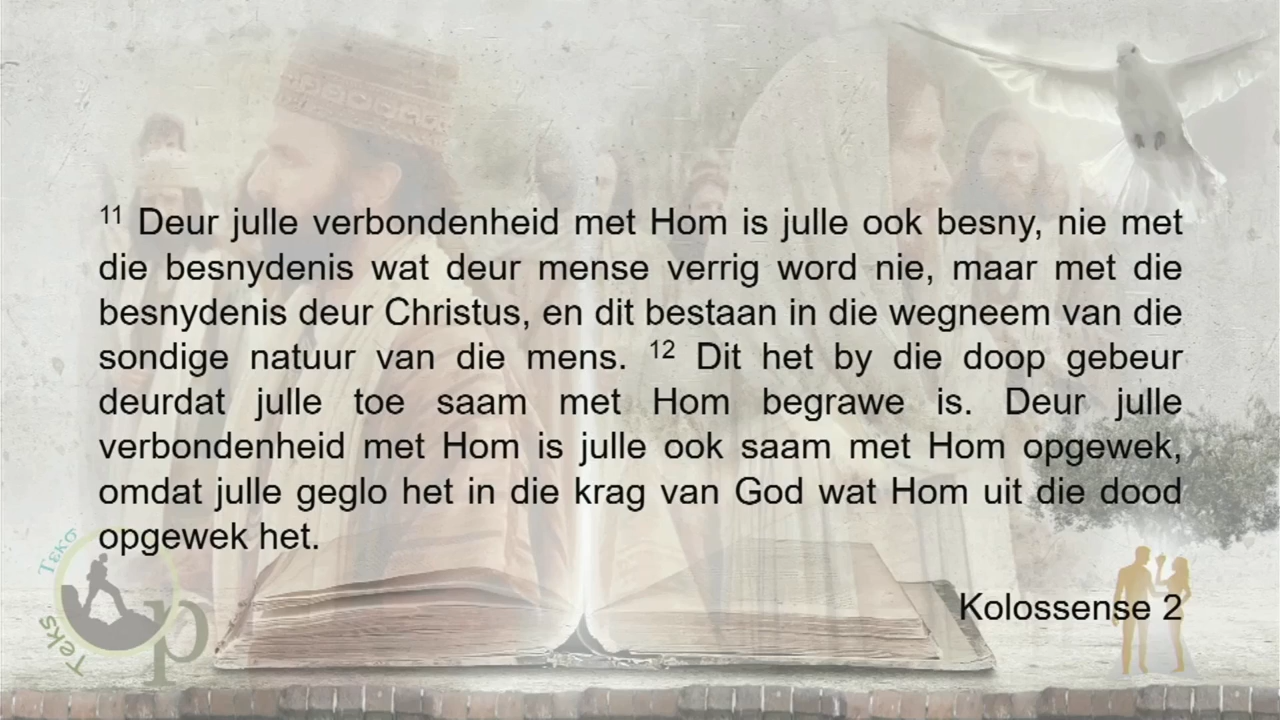 ¹¹ Deur julle verbondenheid met Hom is julle ook besny, nie met
die besnydenis wat deur mense verrig word nie, maar met die
besnydenis deur Christus, en dit bestaan in die wegneem van die
sondige natuur van die mens. ¹² Dit het by die doop gebeur
deurdat julle toe saam met Hom begrawe is. Deur julle
verbondenheid met Hom is julle ook saam met Hom opgewek,
omdat julle geglo het in die krag van God wat Hom uit die dood
opgewek het.
Kolossense 2
Τεκσ
Op
Teks